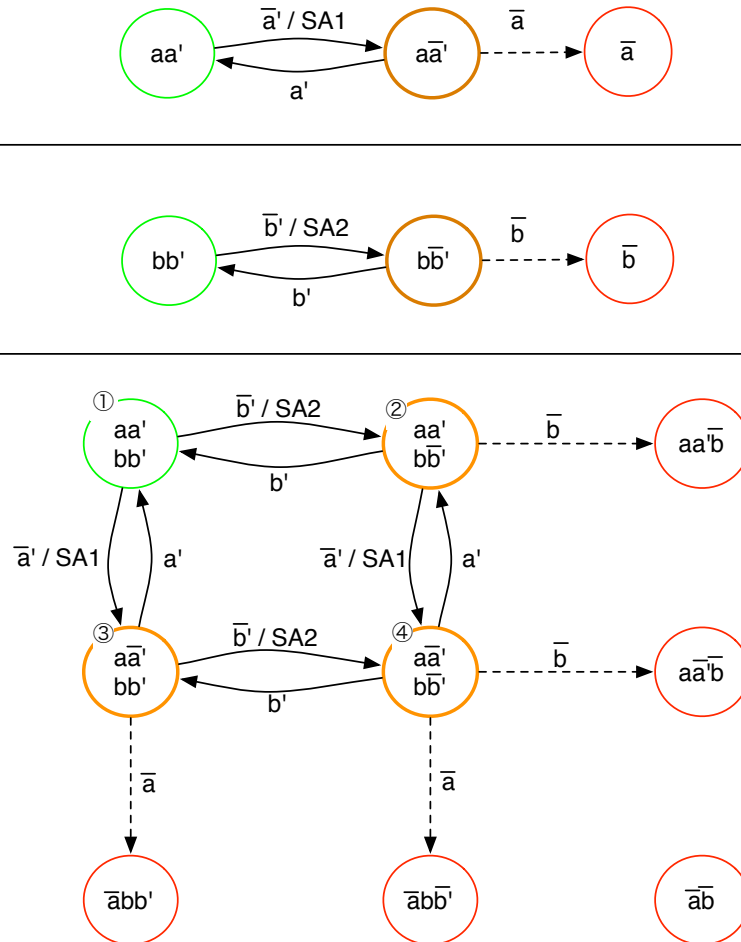 a̅' / SA1
a̅
aa'
aa̅'
a̅
a'
b̅' / SA2
b̅
bb'
bb̅'
b̅
b'
①
②
b̅' / SA2
b̅
aa'
bb'
aa'
bb̅'
aa'b̅
b'
a̅' / SA1
a'
a̅' / SA1
a'
③
④
b̅' / SA2
b̅
aa̅'
bb'
aa̅'
bb̅'
aa̅'b̅
b'
a̅
a̅
a̅bb'
a̅bb̅'
a̅b̅